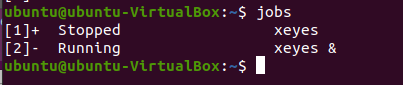 ubuntu@ubuntu-VirtualBox:~$ jobs
[1]+  Stopped                 xeyes
[2]-  Running                 xeyes &
ubuntu@ubuntu-VirtualBox:~$